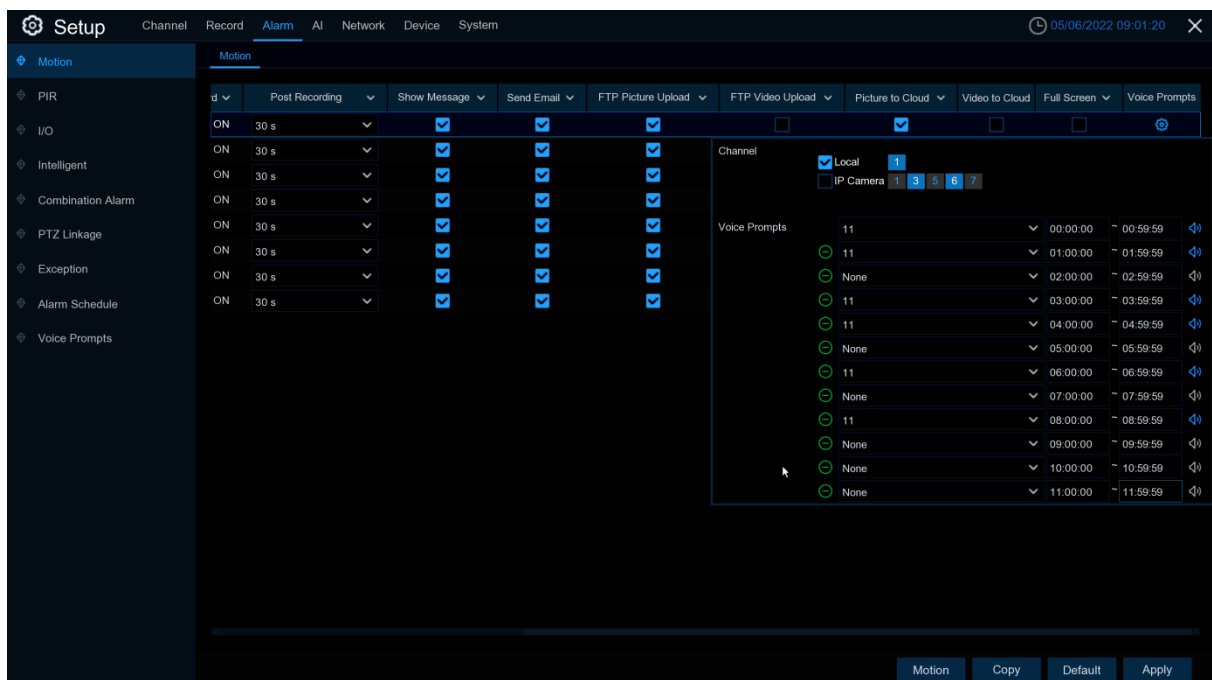 Setup Channel Record Alarm AI Network Device System 05/06/2022 09:01:20
Motion
PIR
I/O
Intelligent
Combination Alarm
PTZ Linkage
Exception
Alarm Schedule
Voice Prompts
Motion
rd Post Recording Show Message Send Email FTP Picture Upload FTP Video Upload Picture to Cloud Video to Cloud Full Screen Voice Prompts
ON 30 s
ON 30 s
ON 30 s
ON 30 s
ON 30 s
ON 30 s
ON 30 s
ON 30 s
Channel
Local 1
IP Camera 1 3 5 6 7
Voice Prompts 11 00:00:00 ~ 00:59:59
11 01:00:00 ~ 01:59:59
None 02:00:00 ~ 02:59:59
11 03:00:00 ~ 03:59:59
11 04:00:00 ~ 04:59:59
None 05:00:00 ~ 05:59:59
11 06:00:00 ~ 06:59:59
None 07:00:00 ~ 07:59:59
11 08:00:00 ~ 08:59:59
None 09:00:00 ~ 09:59:59
None 10:00:00 ~ 10:59:59
None 11:00:00 ~ 11:59:59
Motion Copy Default Apply